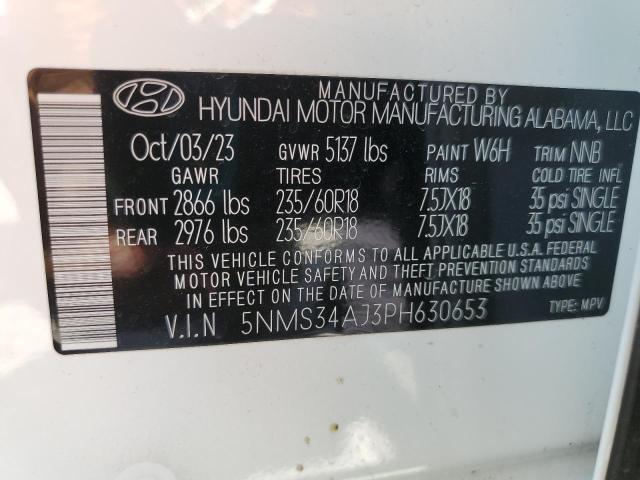 MANUFACTURED BY
HYUNDAI MOTOR MANUFACTURING ALABAMA, LLC
Oct/03/23 GVWR 5137 lbs PAINT W6H TRIM NNB
GAWR TIRES RIMS COLD TIRE INFL
FRONT 2866 lbs 235/60R18 7.5JX18 35 psi SINGLE
REAR 2976 lbs 235/60R18 7.5JX18 35 psi SINGLE
THIS VEHICLE CONFORMS TO ALL APPLICABLE U.S.A. FEDERAL
MOTOR VEHICLE SAFETY AND THEFT PREVENTION STANDARDS
IN EFFECT ON THE DATE OF MANUFACTURE SHOWN ABOVE.
V.I.N 5NMS34AJ3PH630653 TYPE: MPV